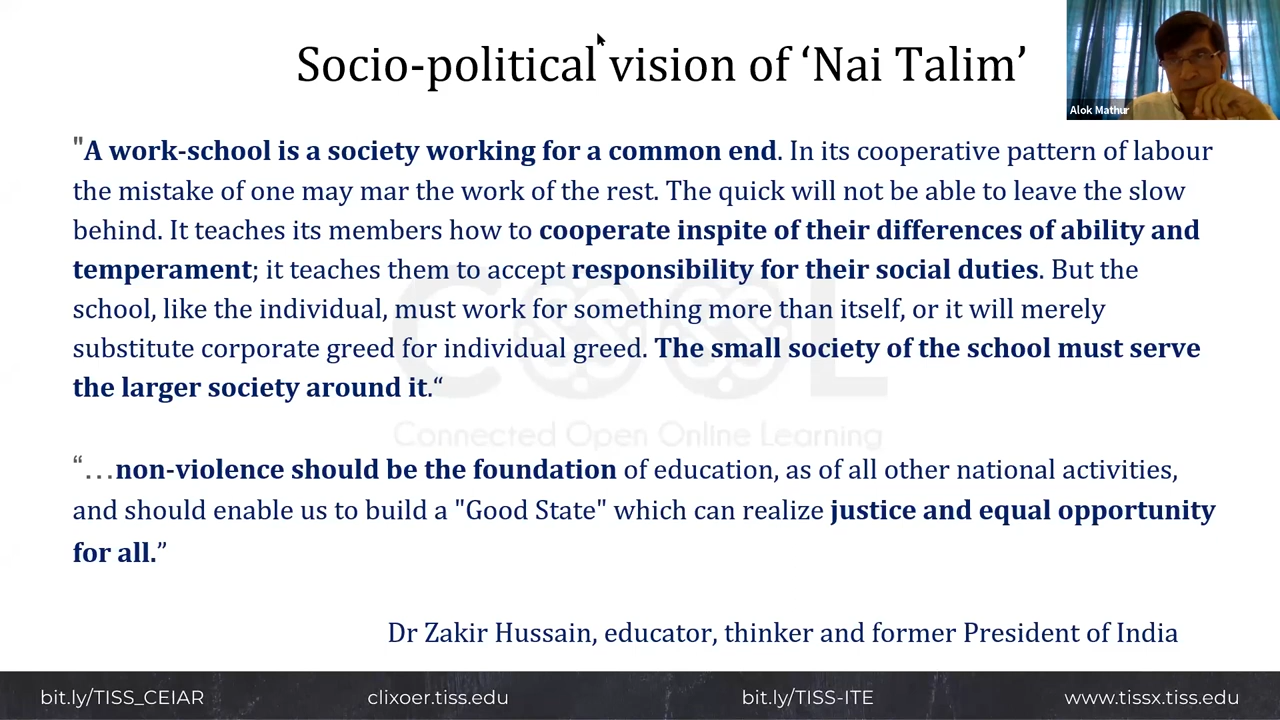 Socio-political vision of ‘Nai Talim’
Alok Mathur
"A work-school is a society working for a common end. In its cooperative pattern of labour
the mistake of one may mar the work of the rest. The quick will not be able to leave the slow
behind. It teaches its members how to cooperate inspite of their differences of ability and
temperament; it teaches them to accept responsibility for their social duties. But the
school, like the individual, must work for something more than itself, or it will merely
substitute corporate greed for individual greed. The small society of the school must serve
the larger society around it.“
COOL
Connected Open Online Learning
“…non-violence should be the foundation of education, as of all other national activities,
and should enable us to build a "Good State" which can realize justice and equal opportunity
for all.”
Dr Zakir Hussain, educator, thinker and former President of India
bit.ly/TISS_CEIAR clixoer.tiss.edu bit.ly/TISS-ITE www.tissx.tiss.edu